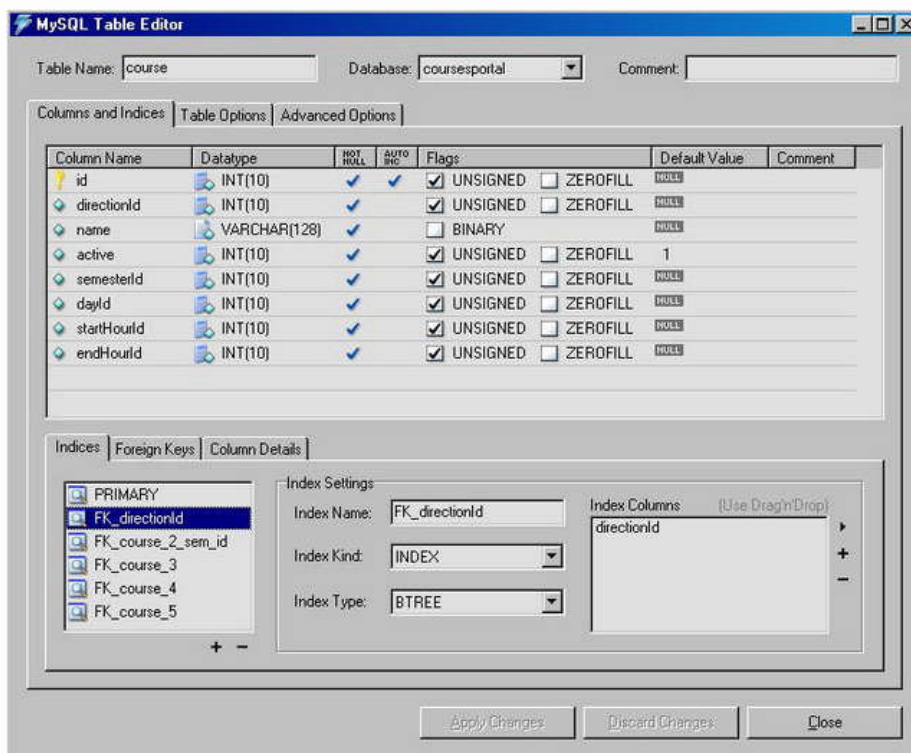 MySQL Table Editor
Table Name: course Database: coursesportal Comment:
Columns and Indices Table Options Advanced Options
Column Name Datatype NOT NULL AUTO INC Flags Default Value Comment
id INT(10) UNSIGNED ZEROFILL NULL
directionId INT(10) UNSIGNED ZEROFILL NULL
name VARCHAR(128) BINARY NULL
active INT(10) UNSIGNED ZEROFILL 1
semesterId INT(10) UNSIGNED ZEROFILL NULL
dayId INT(10) UNSIGNED ZEROFILL NULL
startHourId INT(10) UNSIGNED ZEROFILL NULL
endHourId INT(10) UNSIGNED ZEROFILL NULL
Indices Foreign Keys Column Details
PRIMARY
FK_directionId
FK_course_2_sem_id
FK_course_3
FK_course_4
FK_course_5
Index Settings
Index Name: FK_directionId
Index Kind: INDEX
Index Type: BTREE
Index Columns (Use Drag'n'Drop)
directionId
Apply Changes Discard Changes Close